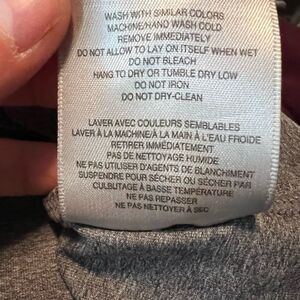 WASH WITH SIMILAR COLORS
MACHINE/HAND WASH COLD
REMOVE IMMEDIATELY
DO NOT ALLOW TO LAY ON ITSELF WHEN WET
DO NOT BLEACH
HANG TO DRY OR TUMBLE DRY LOW
DO NOT IRON
DO NOT DRY-CLEAN
LAVER AVEC COULEURS SEMBLABLES
LAVER À LA MACHINE/À LA MAIN À L'EAU FROIDE
RETIRER IMMÉDIATEMENT
PAS DE NETTOYAGE HUMIDE
NE PAS UTILISER D'AGENTS DE BLANCHIMENT
SUSPENDRE POUR SÉCHER OU SÉCHER PAR
CULBUTAGE À BASSE TEMPÉRATURE
NE PAS REPASSER
NE PAS NETTOYER À SEC